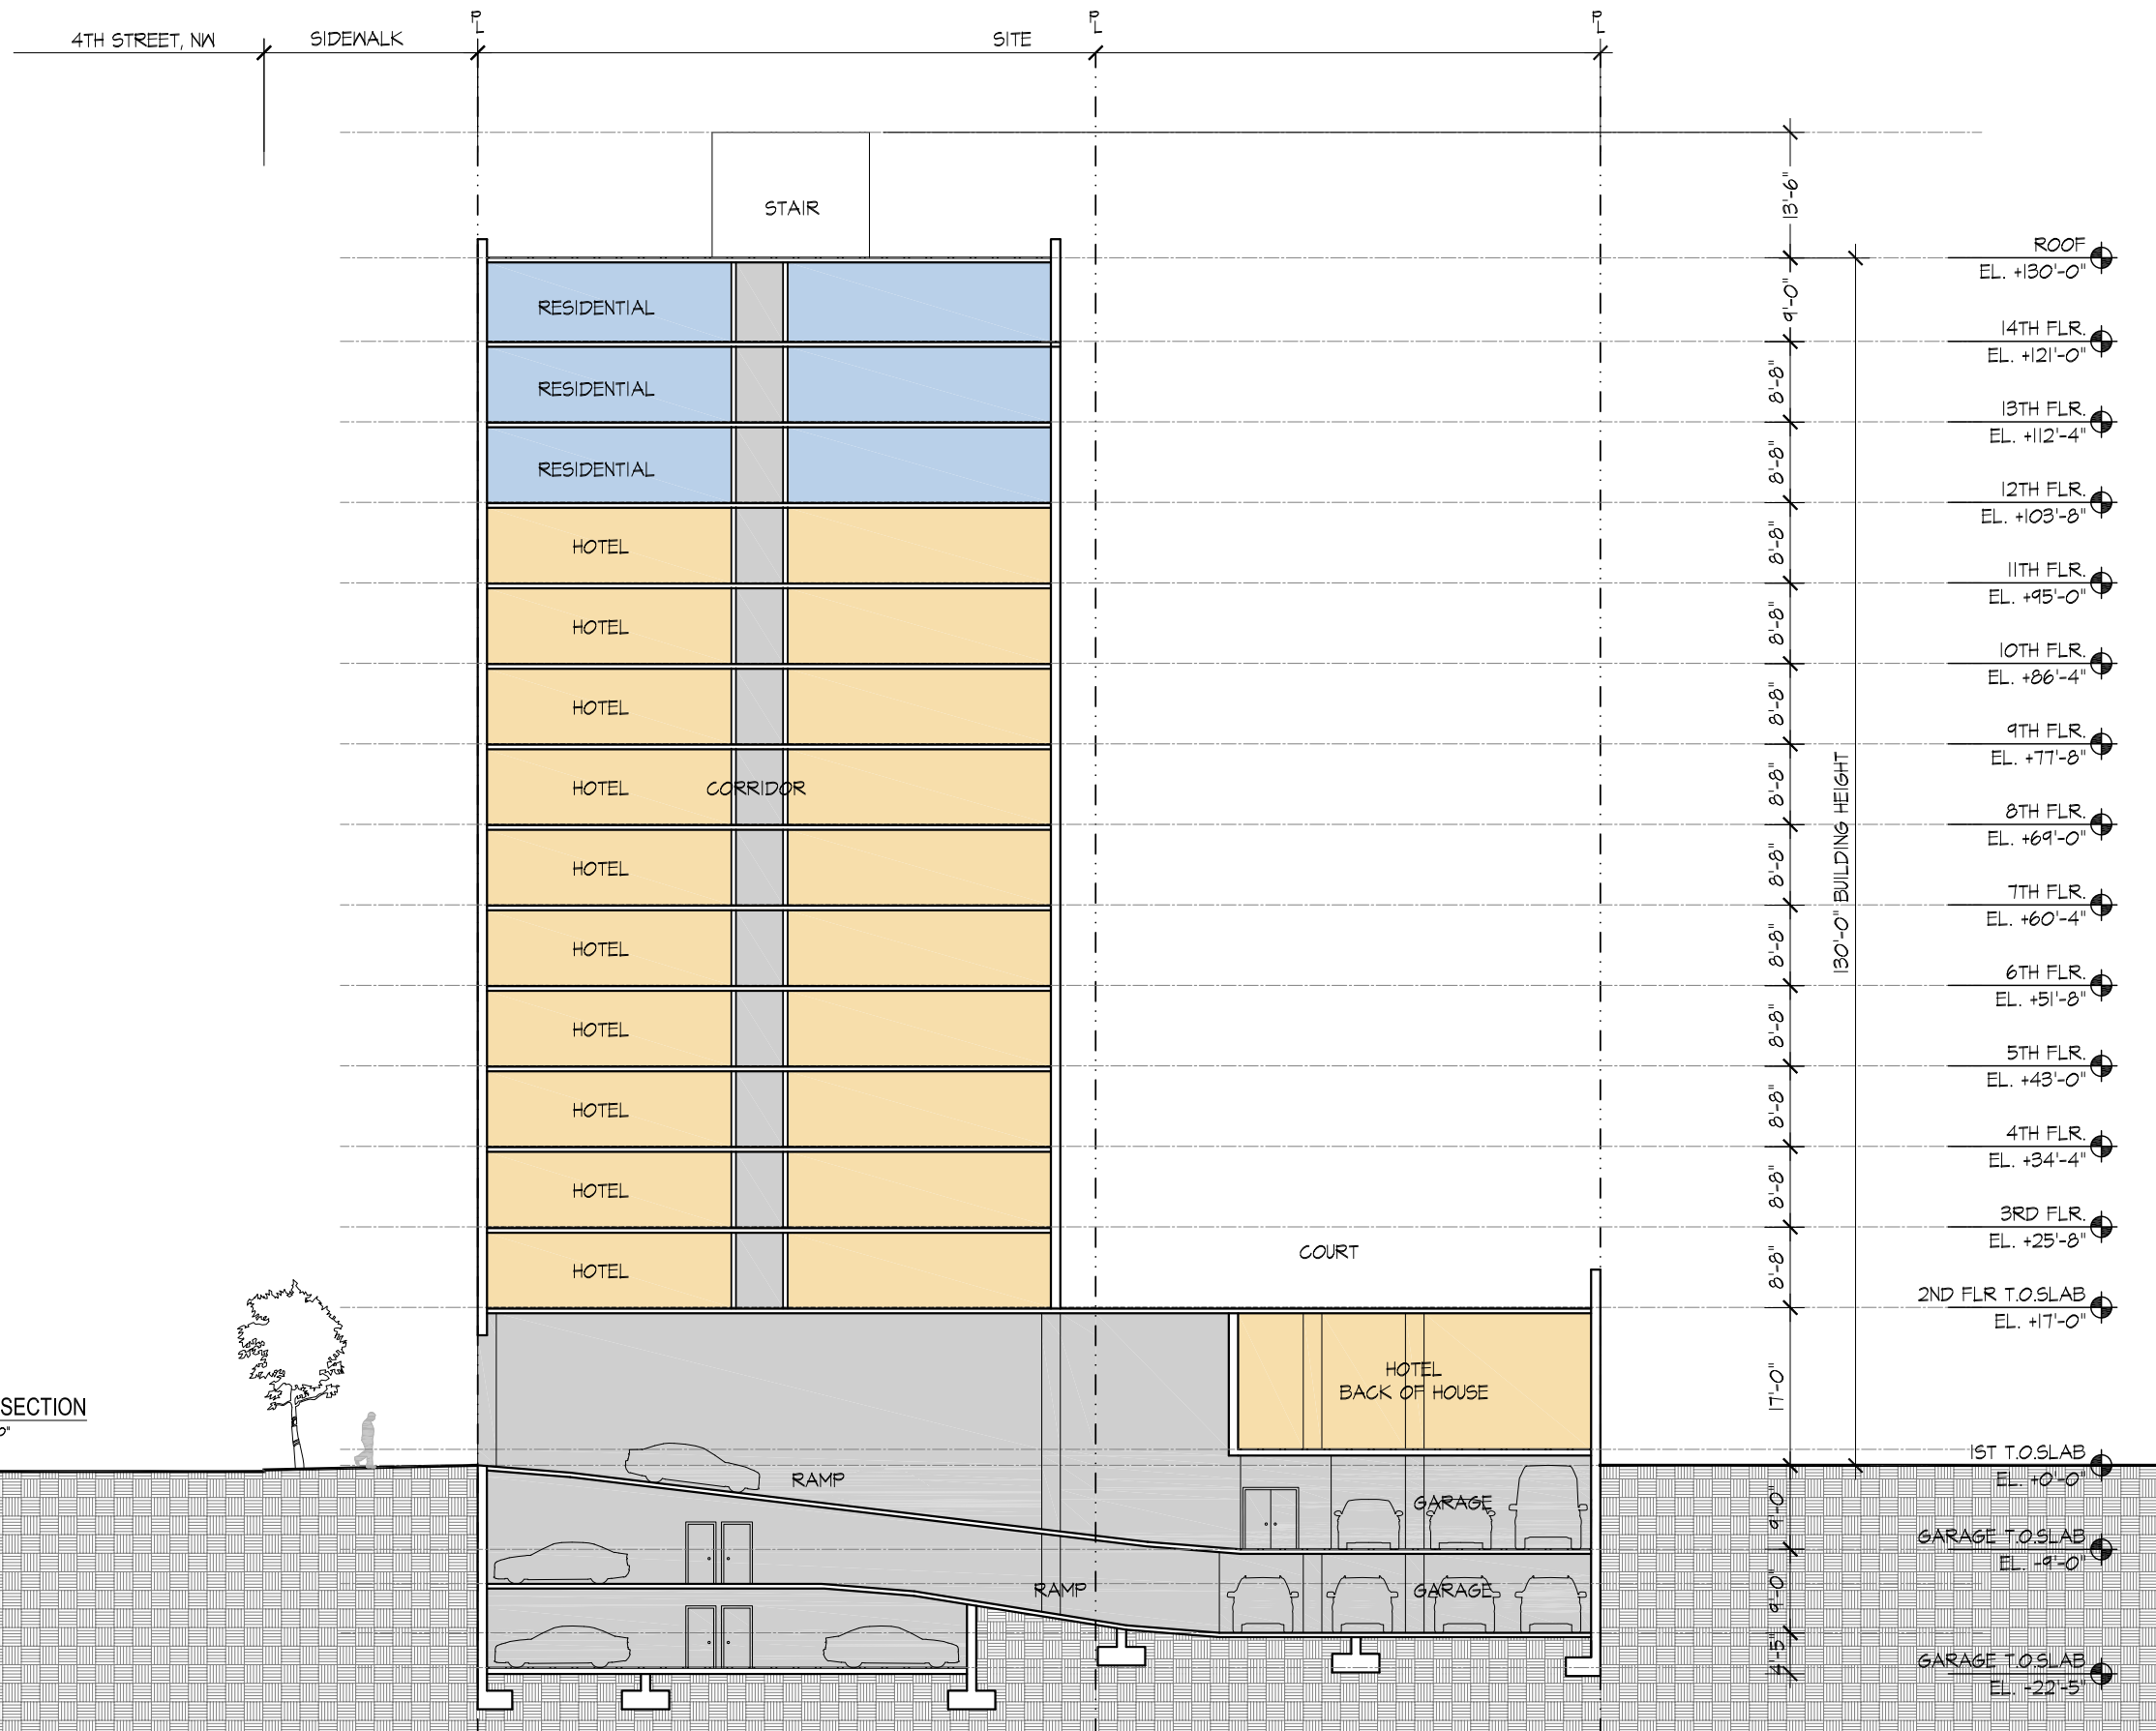 4TH STREET, NW
SIDEWALK
PL
SITE
PL
PL
STAIR
13'-6"
ROOF
EL. +130'-0"
RESIDENTIAL
9'-0"
14TH FLR.
EL. +121'-0"
RESIDENTIAL
8'-8"
13TH FLR.
EL. +112'-4"
RESIDENTIAL
8'-8"
12TH FLR.
EL. +103'-8"
HOTEL
8'-8"
11TH FLR.
EL. +95'-0"
HOTEL
8'-8"
10TH FLR.
EL. +86'-4"
HOTEL
8'-8"
9TH FLR.
EL. +77'-8"
HOTEL
CORRIDOR
8'-8"
130'-0" BUILDING HEIGHT
8TH FLR.
EL. +69'-0"
HOTEL
8'-8"
7TH FLR.
EL. +60'-4"
HOTEL
8'-8"
6TH FLR.
EL. +51'-8"
HOTEL
8'-8"
5TH FLR.
EL. +43'-0"
HOTEL
8'-8"
4TH FLR.
EL. +34'-4"
HOTEL
8'-8"
3RD FLR.
EL. +25'-8"
HOTEL
COURT
8'-8"
2ND FLR T.O.SLAB
EL. +17'-0"
HOTEL
BACK OF HOUSE
17'-0"
SECTION
1ST T.O.SLAB
EL. +0'-0"
RAMP
GARAGE
9'-0"
GARAGE T.O.SLAB
EL. -9'-0"
RAMP
GARAGE
9'-0"
4'-5"
GARAGE T.O.SLAB
EL. -22'-5"